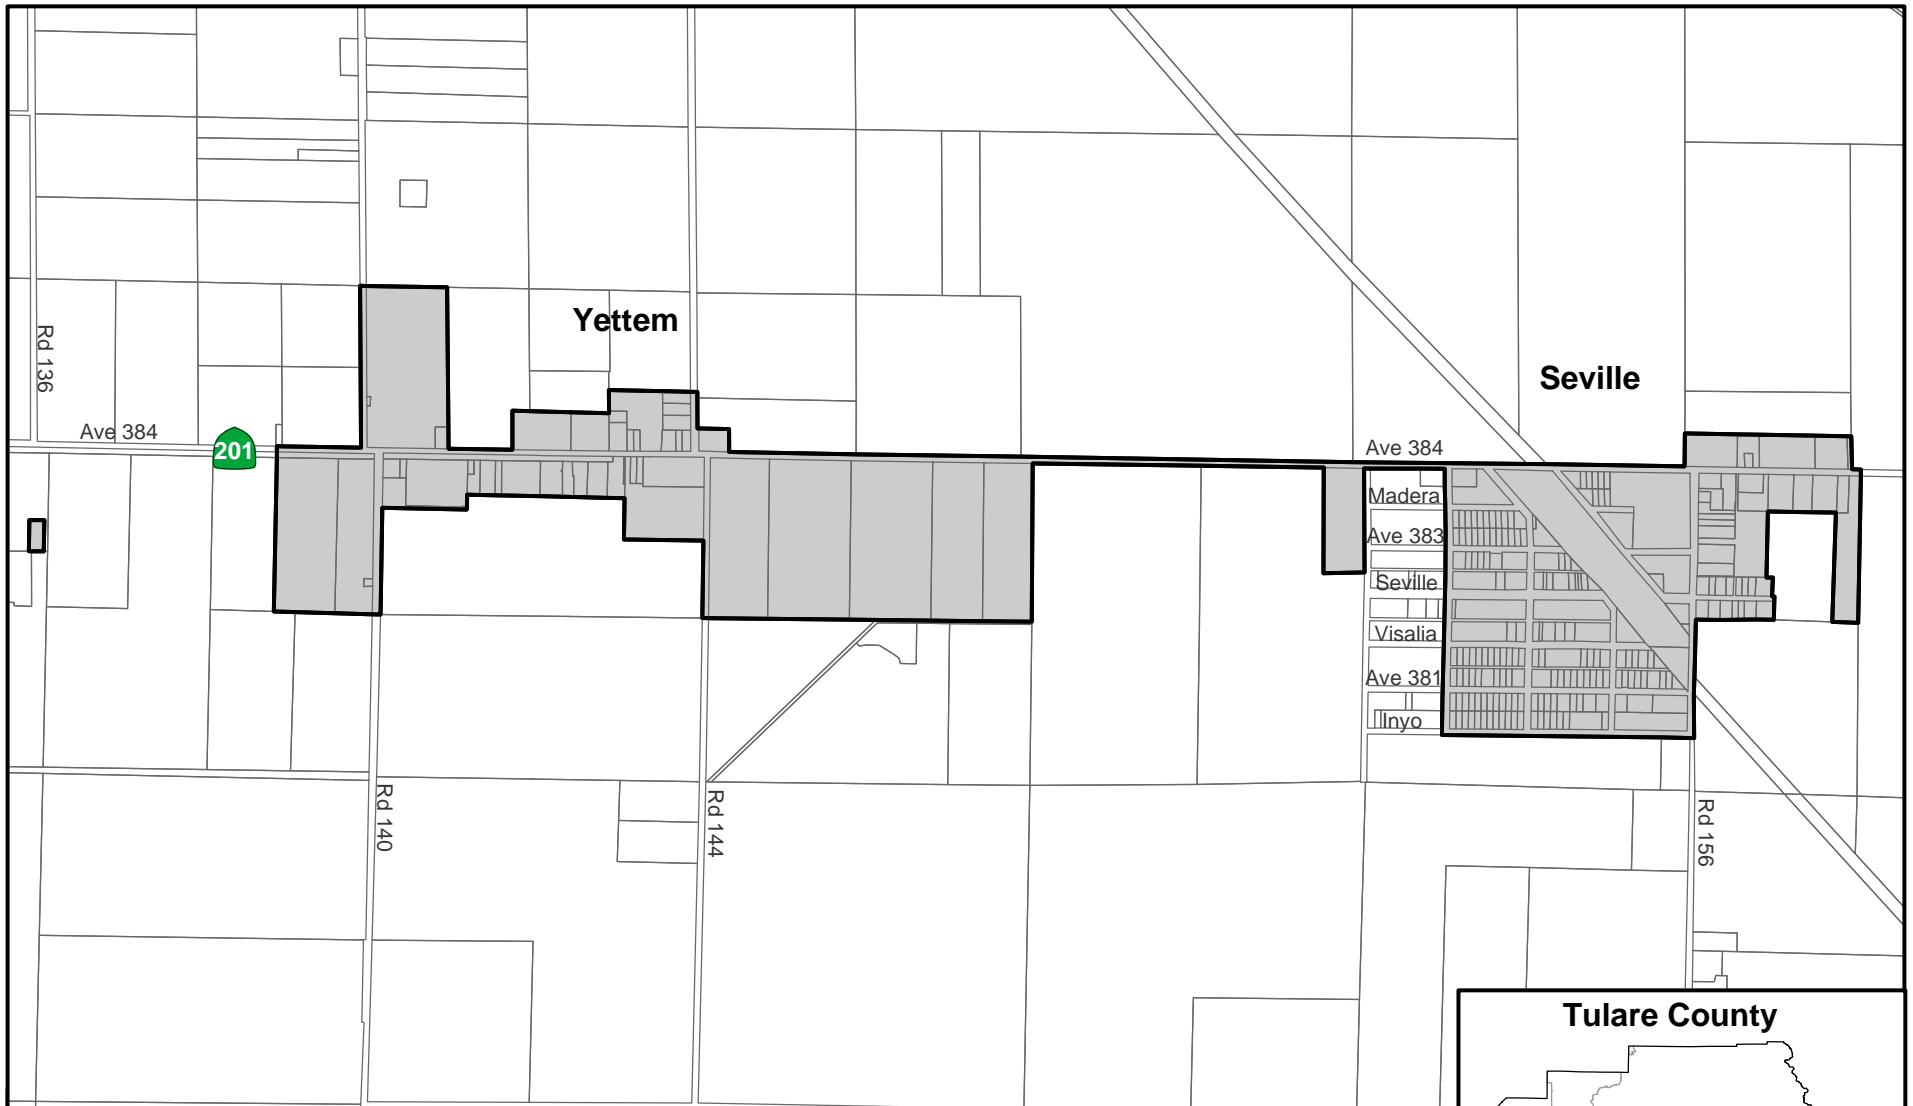 Yettem
Seville
Rd 136
Ave 384
201
Ave 384
Madera
Ave 383
Seville
Visalia
Ave 381
Inyo
Rd 140
Rd 144
Rd 156
Tulare County